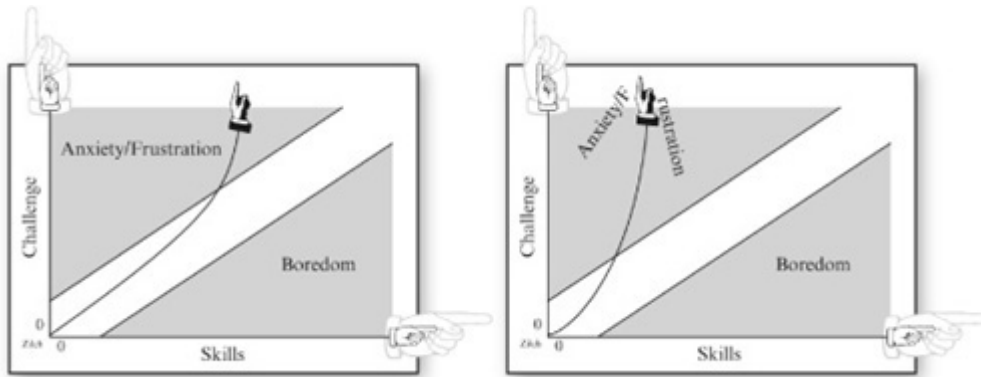 Anxiety/Frustration
Challenge
Boredom
0
0
Skills
Anxiety/F
rustration
Challenge
Boredom
0
0
Skills